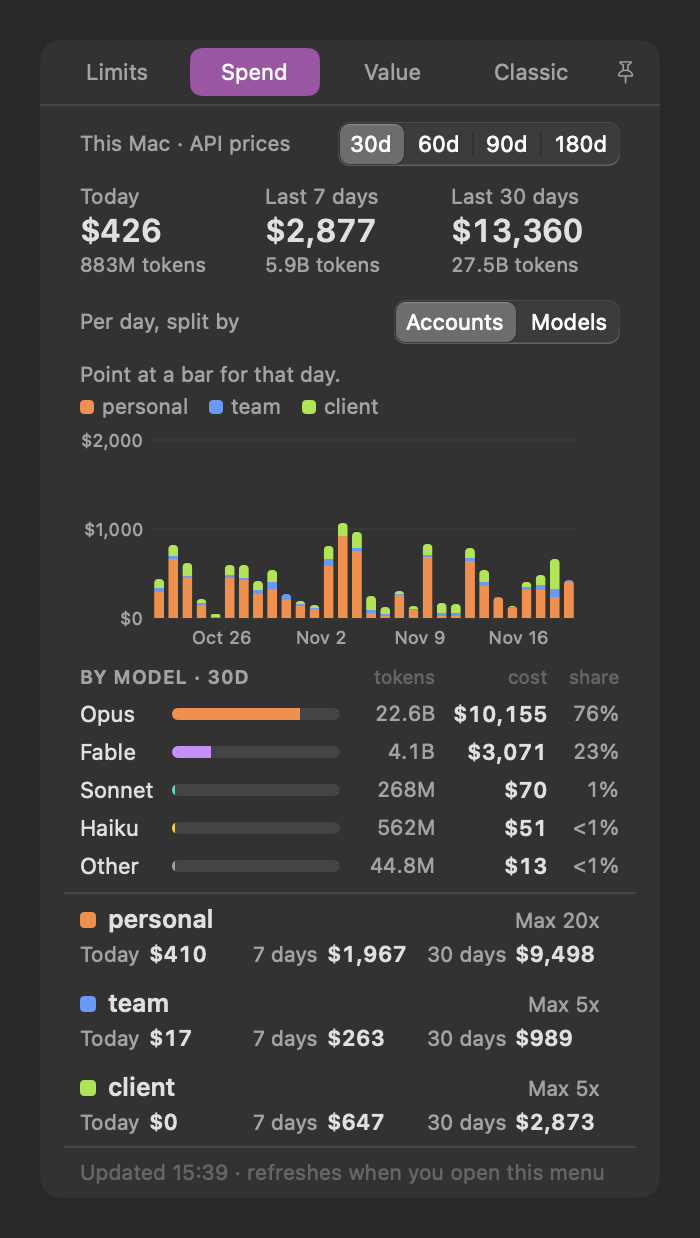 Limits Spend Value Classic
This Mac · API prices 30d 60d 90d 180d
Today Last 7 days Last 30 days
$426 $2,877 $13,360
883M tokens 5.9B tokens 27.5B tokens
Per day, split by Accounts Models
Point at a bar for that day.
personal team client
$2,000
$1,000
$0
Oct 26 Nov 2 Nov 9 Nov 16
BY MODEL · 30D tokens cost share
Opus 22.6B $10,155 76%
Fable 4.1B $3,071 23%
Sonnet 268M $70 1%
Haiku 562M $51 <1%
Other 44.8M $13 <1%
personal Max 20x
Today $410 7 days $1,967 30 days $9,498
team Max 5x
Today $17 7 days $263 30 days $989
client Max 5x
Today $0 7 days $647 30 days $2,873
Updated 15:39 · refreshes when you open this menu